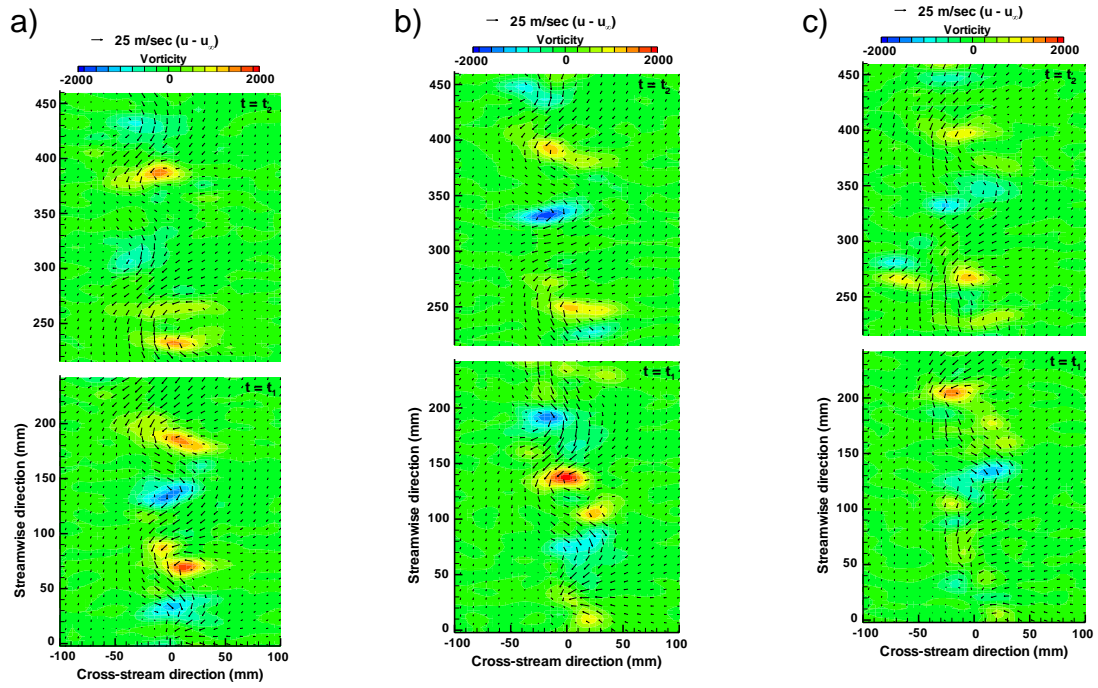 a)
25 m/sec (u - u∞)
Vorticity
-2000 0 2000
t = t2
450
400
350
300
250
t = t1
200
150
100
50
0
-100 -50 0 50 100
Streamwise direction (mm)
Cross-stream direction (mm)
b)
25 m/sec (u - u∞)
Vorticity
-2000 0 2000
t = t2
450
400
350
300
250
t = t1
200
150
100
50
0
-100 -50 0 50 100
Streamwise direction (mm)
Cross-stream direction (mm)
c)
25 m/sec (u - u∞)
Vorticity
-2000 0 2000
t = t2
450
400
350
300
250
t = t1
200
150
100
50
0
-100 -50 0 50 100
Streamwise direction (mm)
Cross-stream direction (mm)